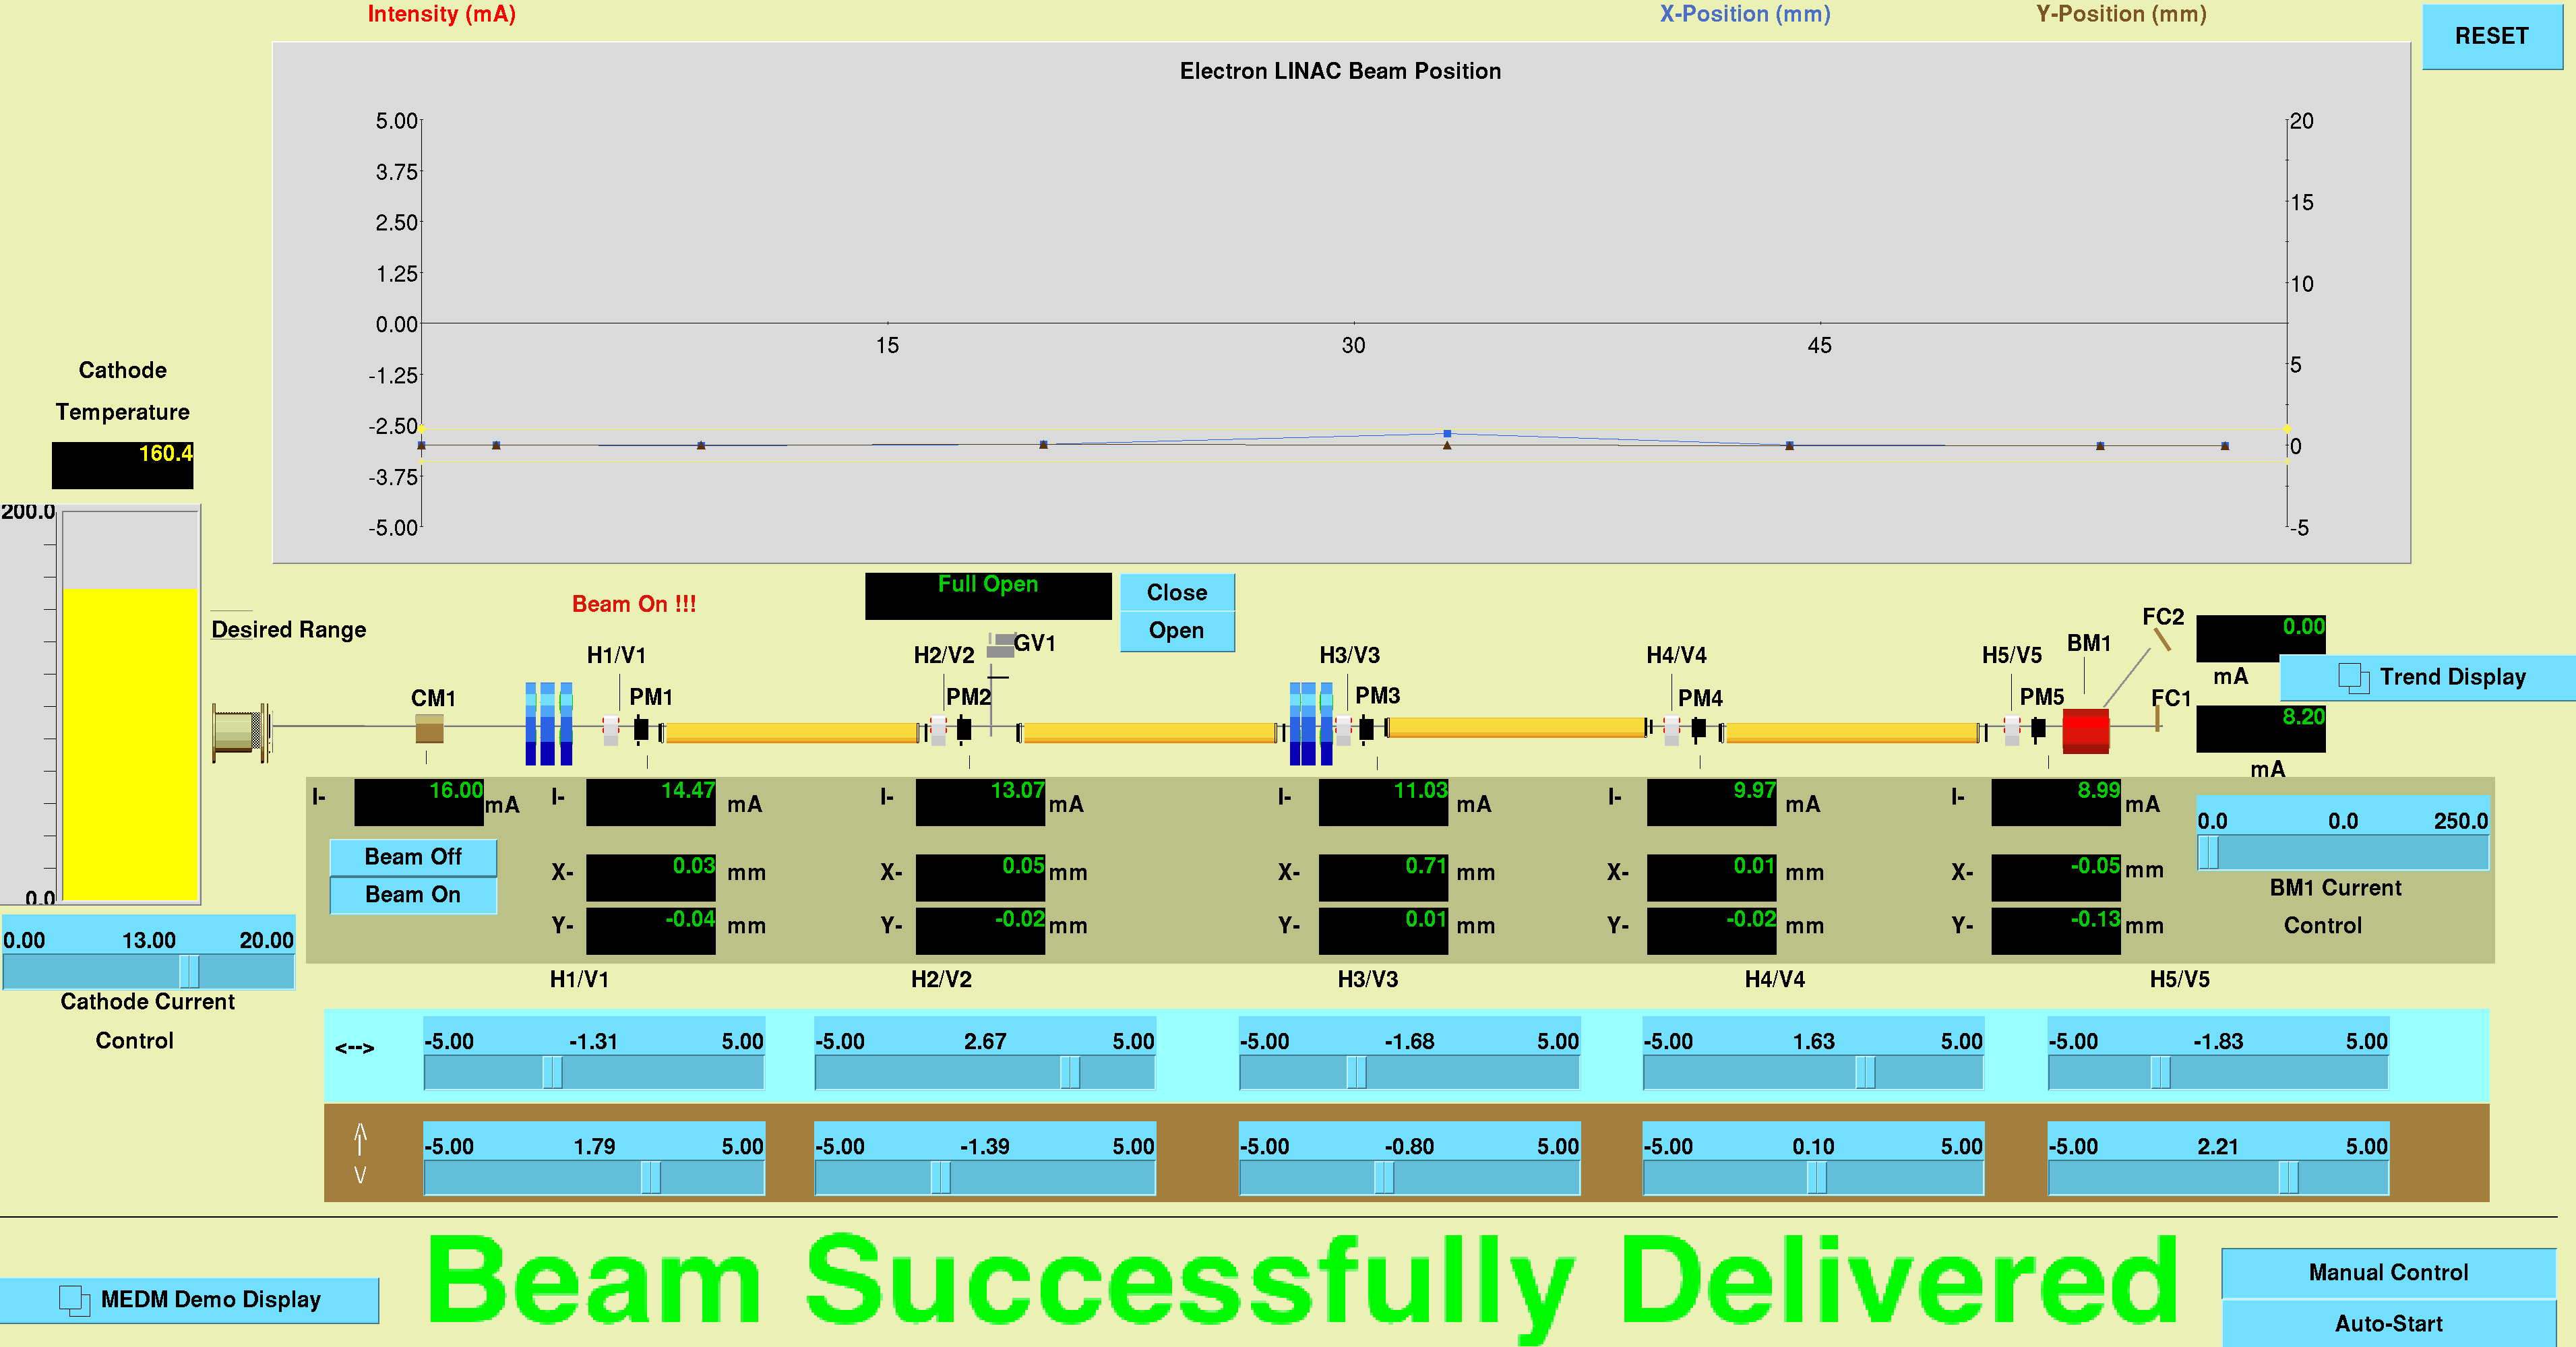 Intensity (mA) X-Position (mm) Y-Position (mm)
RESET
Electron LINAC Beam Position
5.00 20
3.75
15
2.50
1.25 10
0.00
15 30 45
-1.25 5
-2.50
0
-3.75
-5.00 -5
Cathode
Temperature
160.4
200.0
0.0
Desired Range
Beam On !!!
Full Open
Close
Open
GV1
FC2
0.00
mA
Trend Display
H1/V1 H2/V2 H3/V3 H4/V4 H5/V5 BM1
CM1 PM1 PM2 PM3 PM4 PM5 FC1
8.20
mA
I- 16.00 mA I- 14.47 mA I- 13.07 mA I- 11.03 mA I- 9.97 mA I- 8.99 mA
Beam Off
Beam On
X- 0.03 mm X- 0.05 mm X- 0.71 mm X- 0.01 mm X- -0.05 mm
Y- -0.04 mm Y- -0.02 mm Y- 0.01 mm Y- -0.02 mm Y- -0.13 mm
0.0 0.0 250.0
BM1 Current
Control
0.00 13.00 20.00
Cathode Current
Control
H1/V1 H2/V2 H3/V3 H4/V4 H5/V5
<--> -5.00 -1.31 5.00 -5.00 2.67 5.00 -5.00 -1.68 5.00 -5.00 1.63 5.00 -5.00 -1.83 5.00
-5.00 1.79 5.00 -5.00 -1.39 5.00 -5.00 -0.80 5.00 -5.00 0.10 5.00 -5.00 2.21 5.00
MEDM Demo Display
Beam Successfully Delivered
Manual Control
Auto-Start